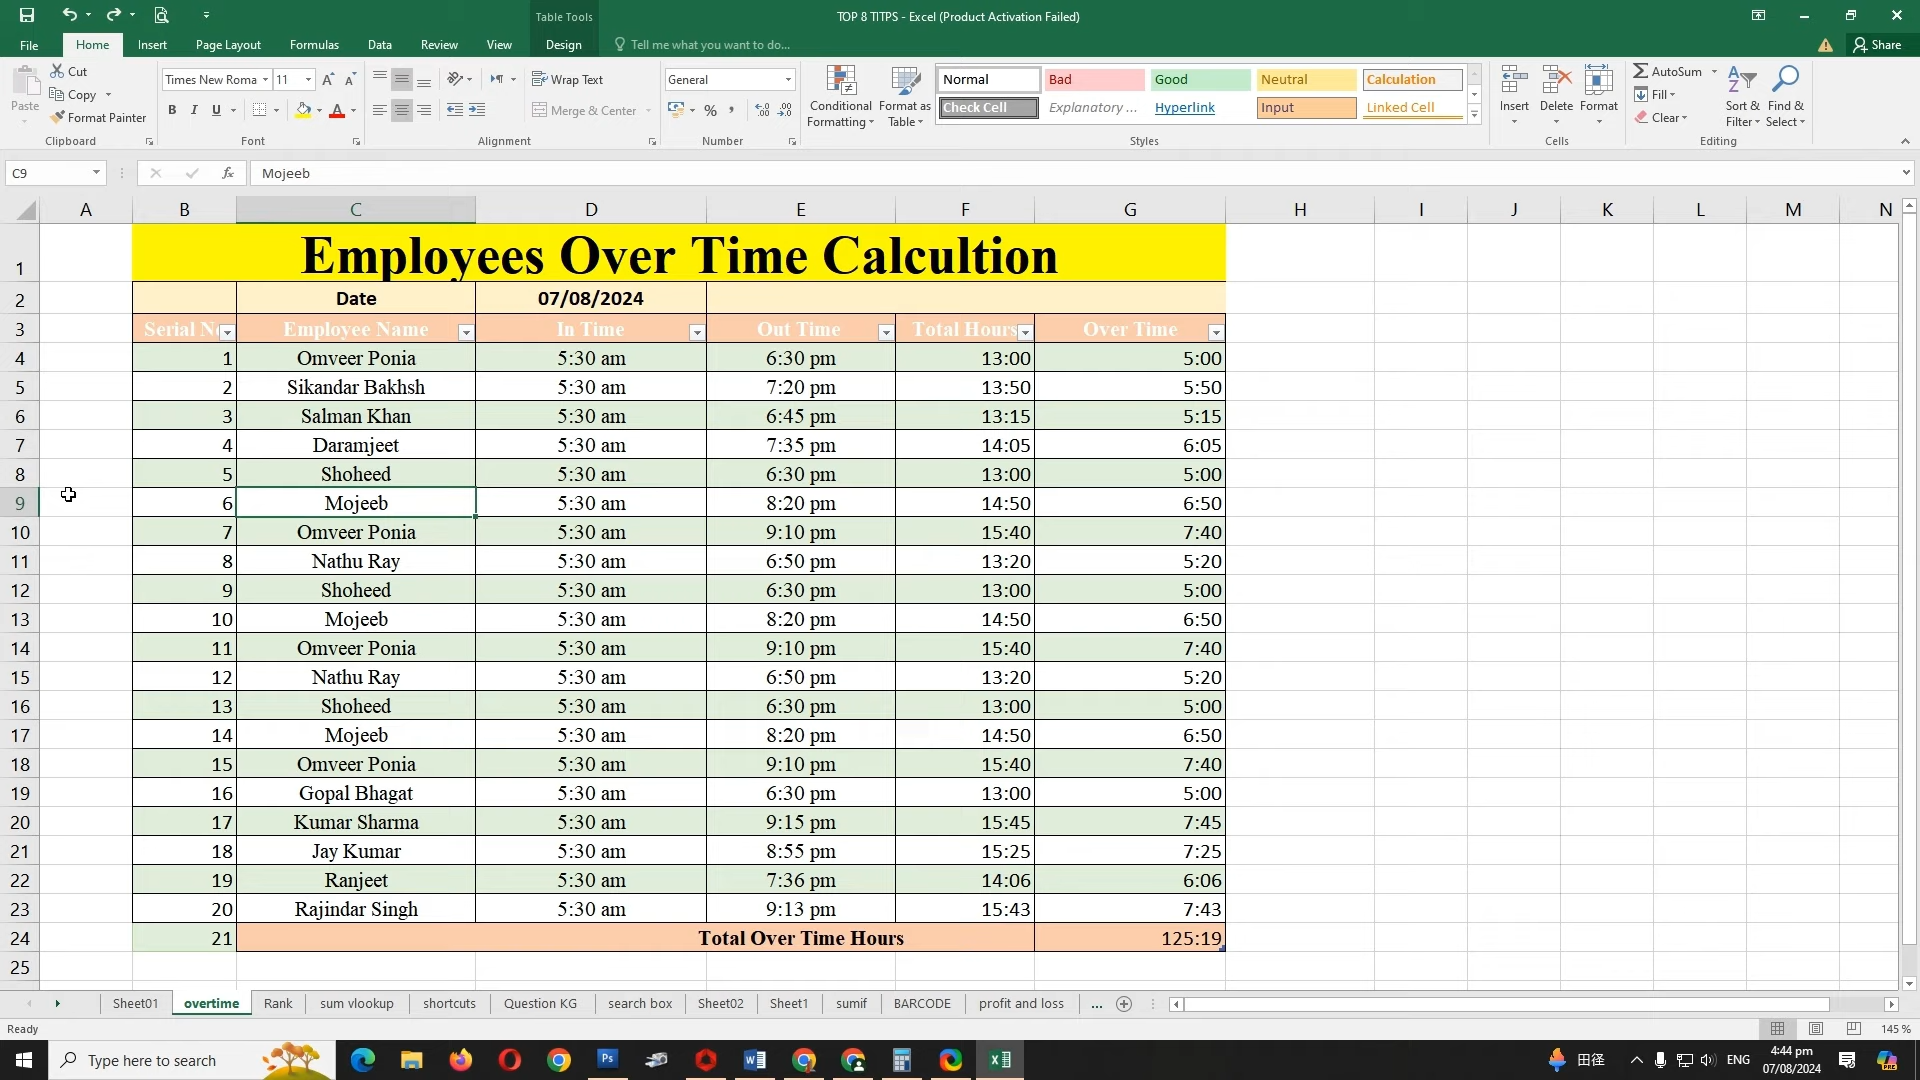 Table Tools
TOP 8 TITPS - Excel (Product Activation Failed)
File Home Insert Page Layout Formulas Data Review View Design Tell me what you want to do... Share
Paste
Cut
Copy
Format Painter
Clipboard
Times New Roma 11
B I U
Font
Wrap Text
Merge & Center
Alignment
General
Number
Conditional Formatting
Format as Table
Normal Bad Good Neutral Calculation
Check Cell Explanatory ... Hyperlink Input Linked Cell
Styles
Insert Delete Format
Cells
AutoSum
Fill
Clear
Sort & Filter
Find & Select
Editing
C9 fx Mojeeb
A B C D E F G H I J K L M N
1 Employees Over Time Calcultion
2 Date 07/08/2024
3 Serial N Employee Name In Time Out Time Total Hours Over Time
4 1 Omveer Ponia 5:30 am 6:30 pm 13:00 5:00
5 2 Sikandar Bakhsh 5:30 am 7:20 pm 13:50 5:50
6 3 Salman Khan 5:30 am 6:45 pm 13:15 5:15
7 4 Daramjeet 5:30 am 7:35 pm 14:05 6:05
8 5 Shoheed 5:30 am 6:30 pm 13:00 5:00
9 6 Mojeeb 5:30 am 8:20 pm 14:50 6:50
10 7 Omveer Ponia 5:30 am 9:10 pm 15:40 7:40
11 8 Nathu Ray 5:30 am 6:50 pm 13:20 5:20
12 9 Shoheed 5:30 am 6:30 pm 13:00 5:00
13 10 Mojeeb 5:30 am 8:20 pm 14:50 6:50
14 11 Omveer Ponia 5:30 am 9:10 pm 15:40 7:40
15 12 Nathu Ray 5:30 am 6:50 pm 13:20 5:20
16 13 Shoheed 5:30 am 6:30 pm 13:00 5:00
17 14 Mojeeb 5:30 am 8:20 pm 14:50 6:50
18 15 Omveer Ponia 5:30 am 9:10 pm 15:40 7:40
19 16 Gopal Bhagat 5:30 am 6:30 pm 13:00 5:00
20 17 Kumar Sharma 5:30 am 9:15 pm 15:45 7:45
21 18 Jay Kumar 5:30 am 8:55 pm 15:25 7:25
22 19 Ranjeet 5:30 am 7:36 pm 14:06 6:06
23 20 Rajindar Singh 5:30 am 9:13 pm 15:43 7:43
24 21 Total Over Time Hours 125:19
25
Sheet01 overtime Rank sum vlookup shortcuts Question KG search box Sheet02 Sheet1 sumif BARCODE profit and loss ...
Ready 145 %
Type here to search
ENG
4:44 pm
07/08/2024